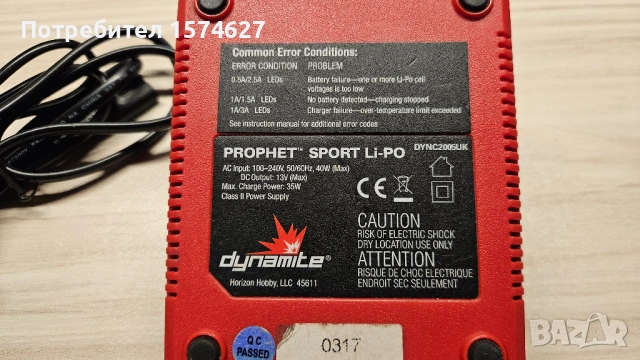 Потребител 1574627
Common Error Conditions:
ERROR CONDITION PROBLEM
0.5A/2.5A LEDs Battery failure—one or more Li-Po cell
voltages is too low
1A/1.5A LEDs No battery detected—charging stopped
1A/3A LEDs Charger failure—over-temperature limit exceeded
See instruction manual for additional error codes
PROPHET™ SPORT Li-PO DYNC2005UK
AC Input: 100–240V, 50/60Hz, 40W (Max)
DC Output: 13V (Max)
Max. Charge Power: 35W
Class II Power Supply
CE
CAUTION
RISK OF ELECTRIC SHOCK
DRY LOCATION USE ONLY
ATTENTION
RISQUE DE CHOC ELECTRIQUE
ENDROIT SEC SEULEMENT
dynamite®
Horizon Hobby, LLC 45611
QC
PASSED
0317
BAZAR